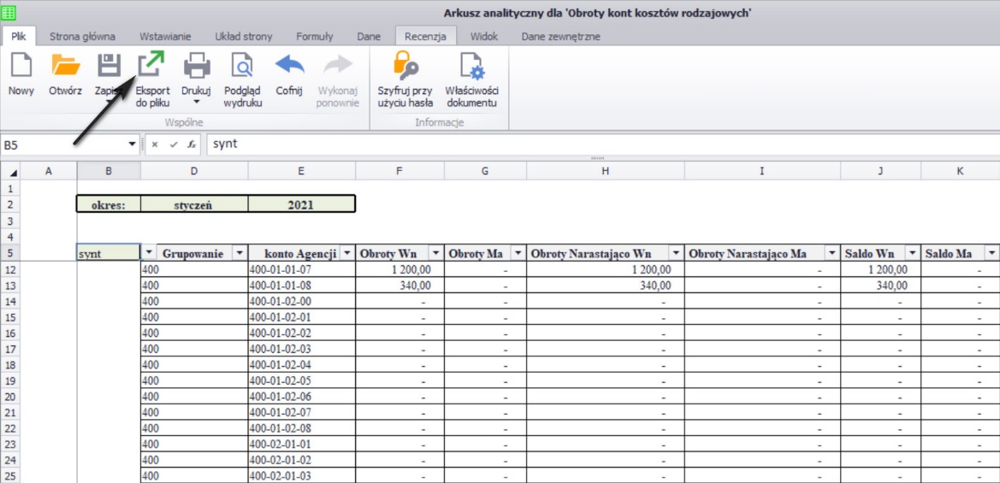 Arkusz analityczny dla 'Obroty kont kosztów rodzajowych'
Plik Strona główna Wstawianie Układ strony Formuły Dane Recenzja Widok Dane zewnętrzne
Nowy Otwórz Zapisz Eksport do pliku Drukuj Podgląd wydruku Cofnij Wykonaj ponownie Szyfruj przy użyciu hasła Właściwości dokumentu
Wspólne Informacje
B5 × ✓ fx synt
A B D E F G H I J K
1
2 okres: styczeń 2021
3
4
5 synt Grupowanie konto Agencji Obroty Wn Obroty Ma Obroty Narastająco Wn Obroty Narastająco Ma Saldo Wn Saldo Ma
12 400 400-01-01-07 1 200,00 - 1 200,00 - 1 200,00 -
13 400 400-01-01-08 340,00 - 340,00 - 340,00 -
14 400 400-01-02-00 - - - - - -
15 400 400-01-02-01 - - - - - -
16 400 400-01-02-02 - - - - - -
17 400 400-01-02-03 - - - - - -
18 400 400-01-02-04 - - - - - -
19 400 400-01-02-05 - - - - - -
20 400 400-01-02-06 - - - - - -
21 400 400-01-02-07 - - - - - -
22 400 400-01-02-08 - - - - - -
23 400 400-02-01-01 - - - - - -
24 400 400-02-01-02 - - - - - -
25 400 400-02-01-03 - - - - - -